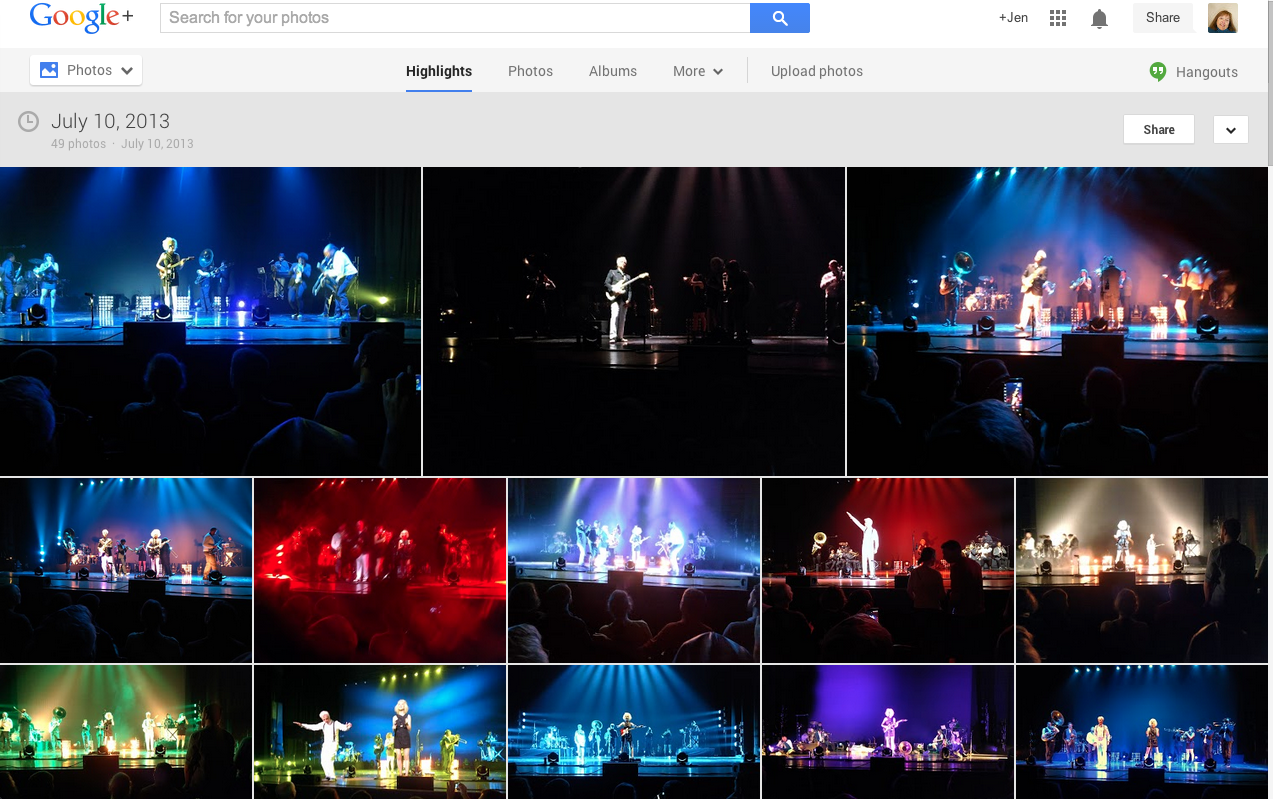 Google+ Search for your photos +Jen Share
Photos Highlights Photos Albums More Upload photos Hangouts
July 10, 2013
49 photos · July 10, 2013
Share